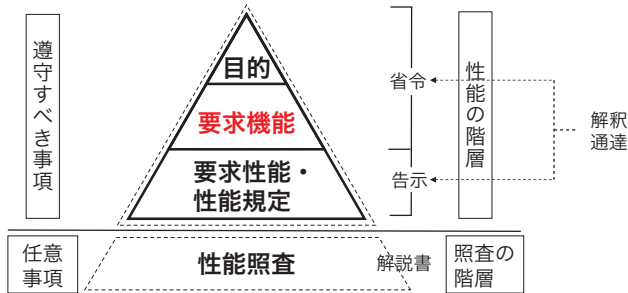 遵守すべき事項
目的
要求機能
要求性能・
性能規定
省令
告示
性能の階層
解釈
通達
任意
事項
性能照査
解説書
照査の
階層